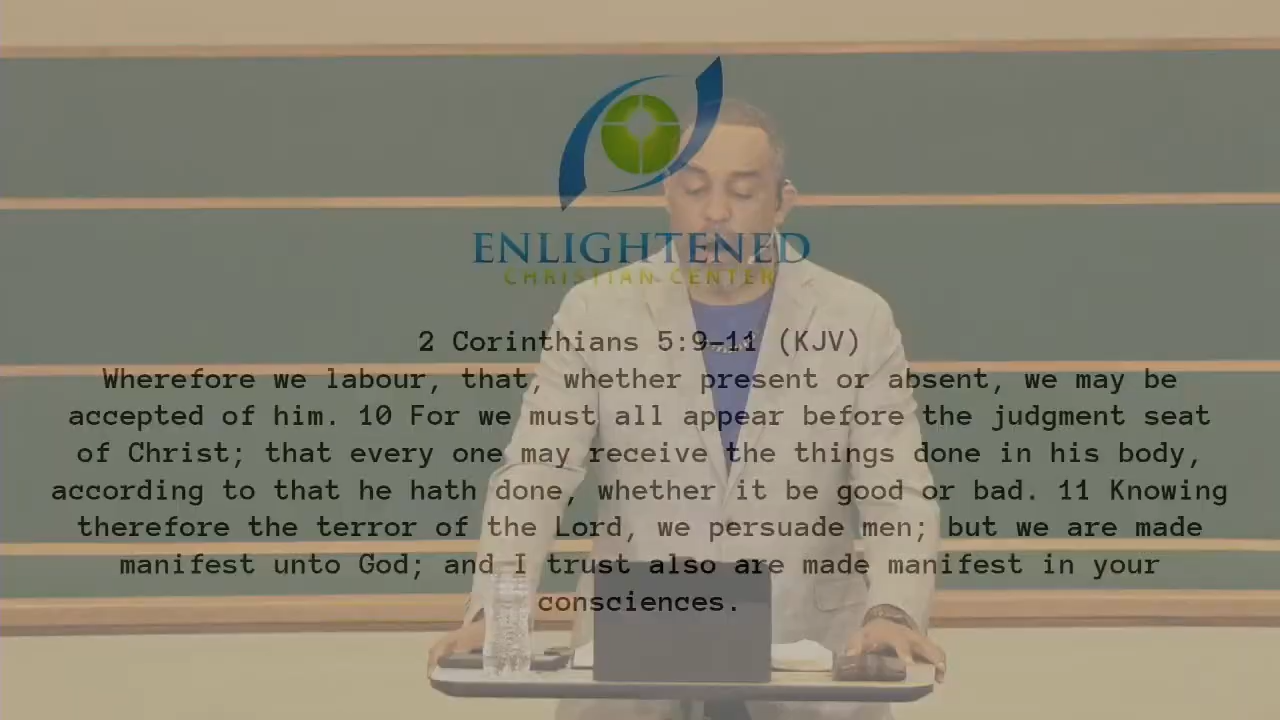 ENLIGHTENED
CHRISTIAN CENTER
2 Corinthians 5:9-11 (KJV)
Wherefore we labour, that, whether present or absent, we may be
accepted of him. 10 For we must all appear before the judgment seat
of Christ; that every one may receive the things done in his body,
according to that he hath done, whether it be good or bad. 11 Knowing
therefore the terror of the Lord, we persuade men; but we are made
manifest unto God; and I trust also are made manifest in your
consciences.